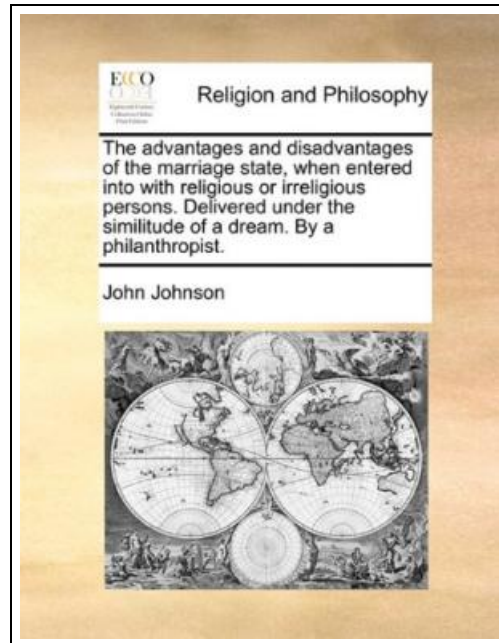 ECCO
Religion and Philosophy
The advantages and disadvantages
of the marriage state, when entered
into with religious or irreligious
persons. Delivered under the
similitude of a dream. By a
philanthropist.
John Johnson